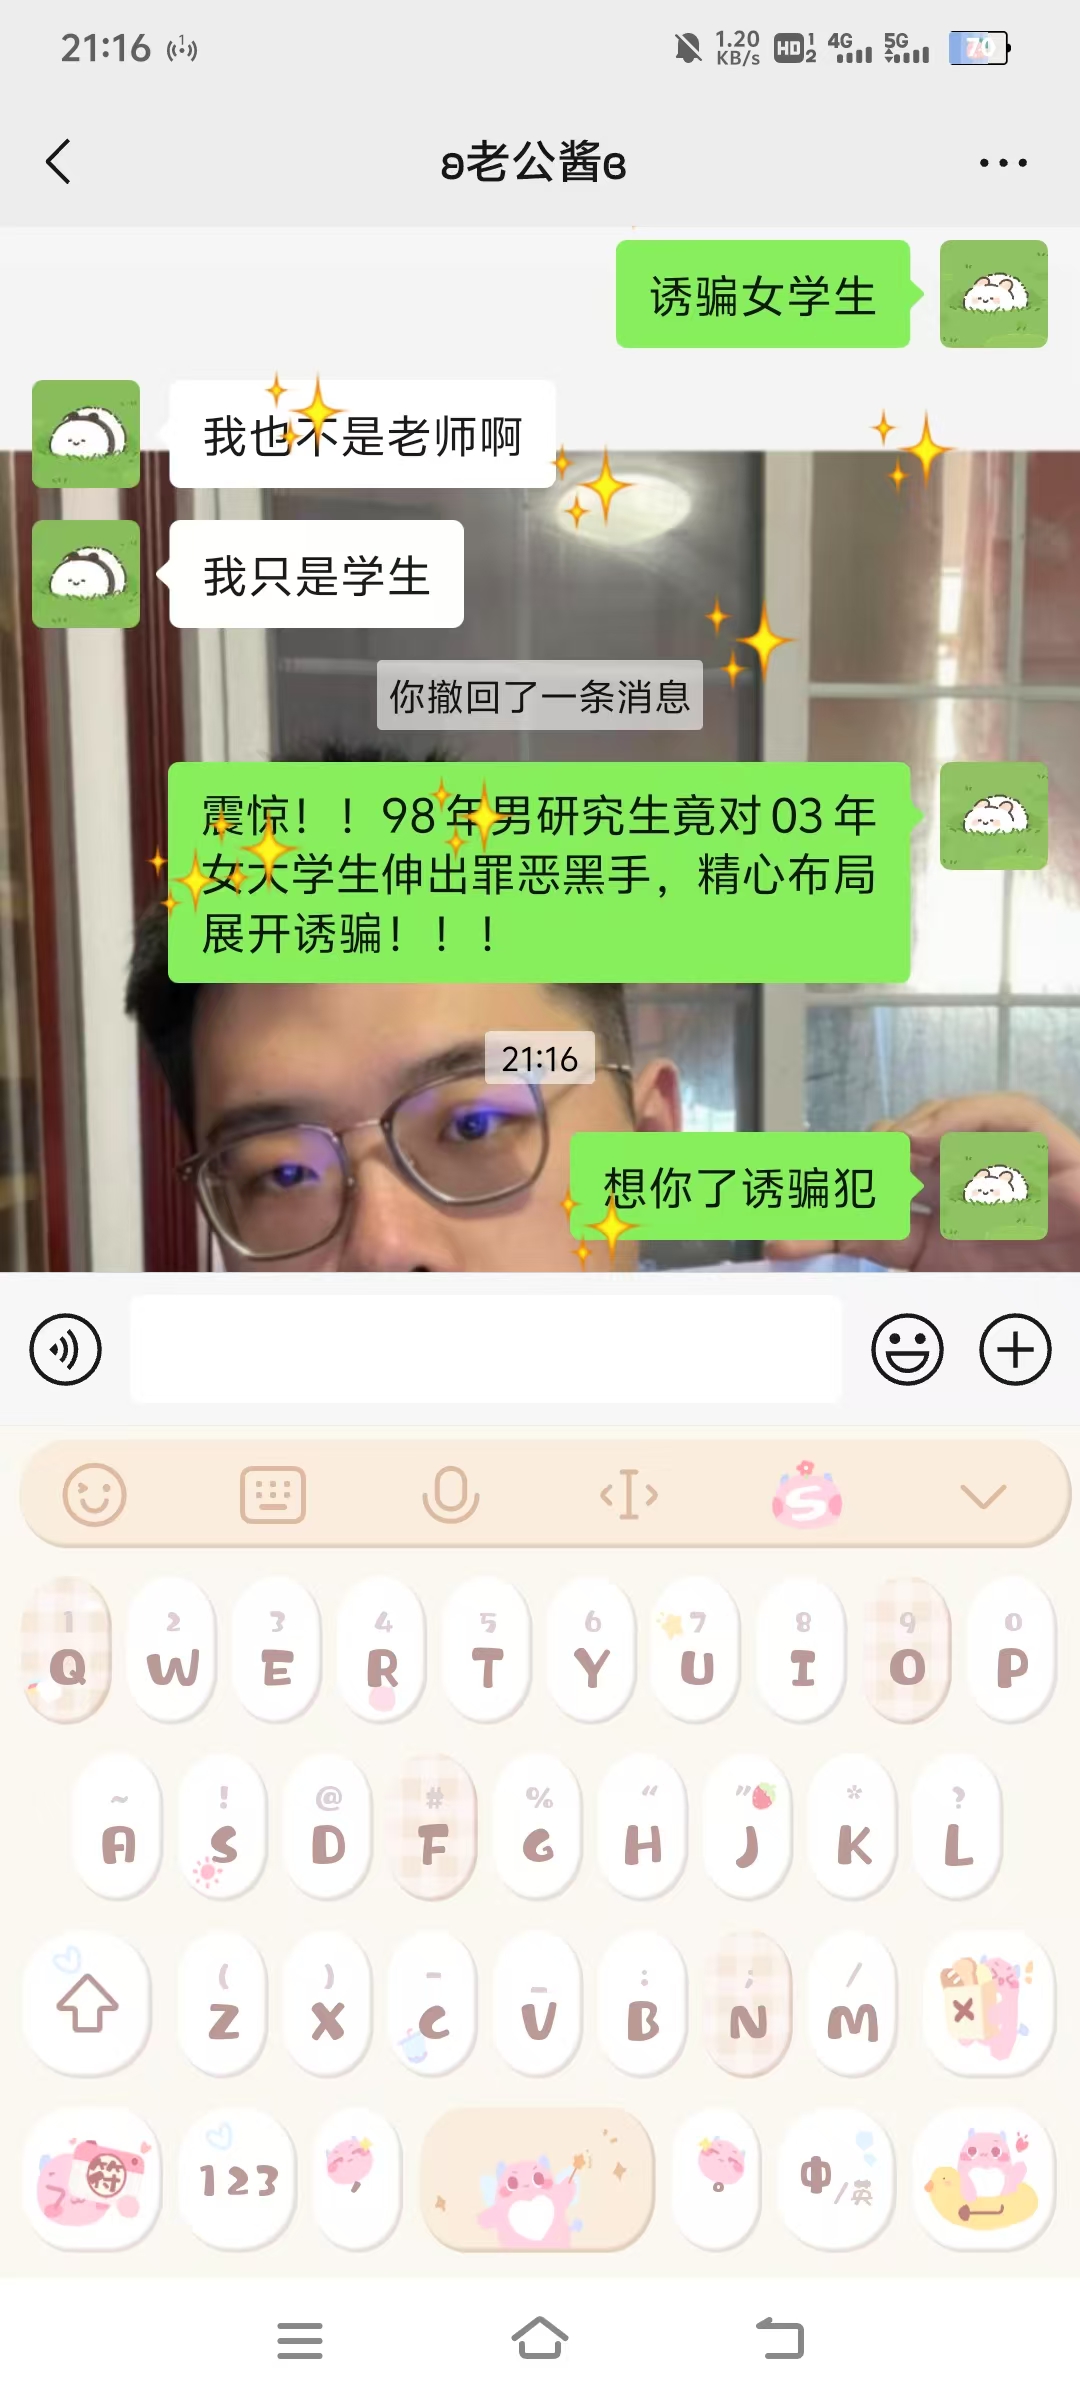 21:16
1.20
KB/s
HD 1 2
4G
5G
70
ʚ老公酱ɞ
诱骗女学生
我也不是老师啊
我只是学生
你撤回了一条消息
震惊！！98年男研究生竟对03年
女大学生伸出罪恶黑手，精心布局
展开诱骗！！！
21:16
想你了诱骗犯
1 2 3 4 5 6 7 8 9 0
Q W E R T Y U I O P
~ ! @ # % “ ” * ?
A S D F G H J K L
( ) - _ : ; /
Z X C V B N M
符 123 , 。 中/英